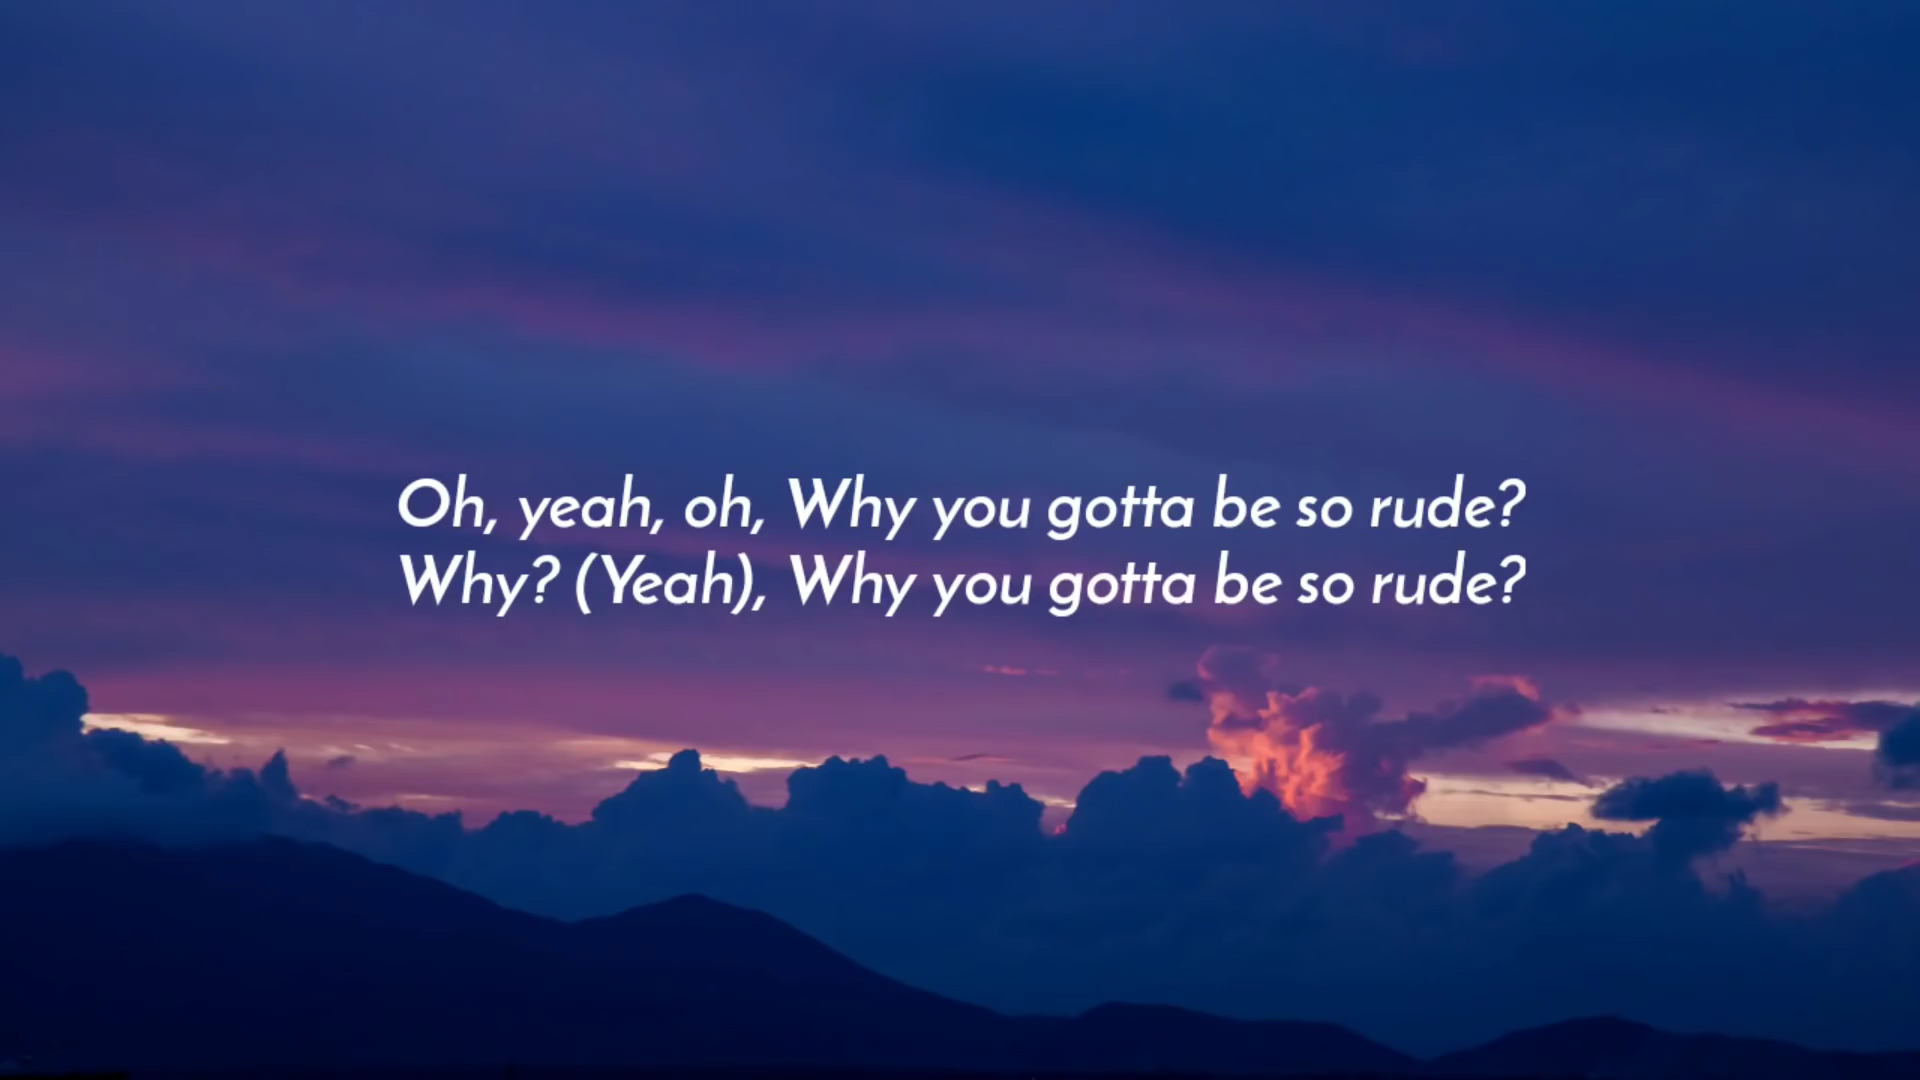 Oh, yeah, oh, Why you gotta be so rude?
Why? (Yeah), Why you gotta be so rude?